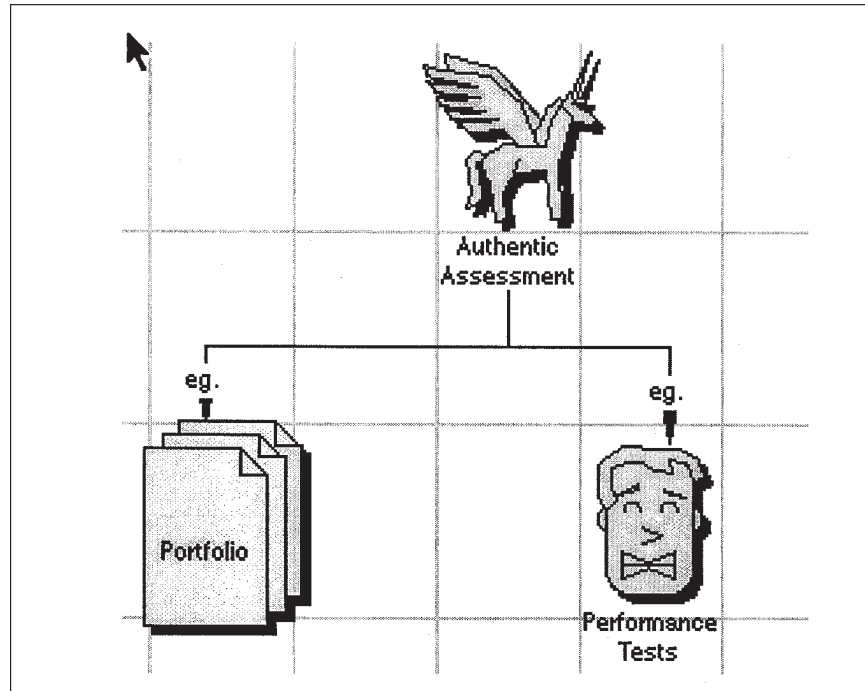 Authentic
Assessment
eg.
eg.
Portfolio
Performance
Tests